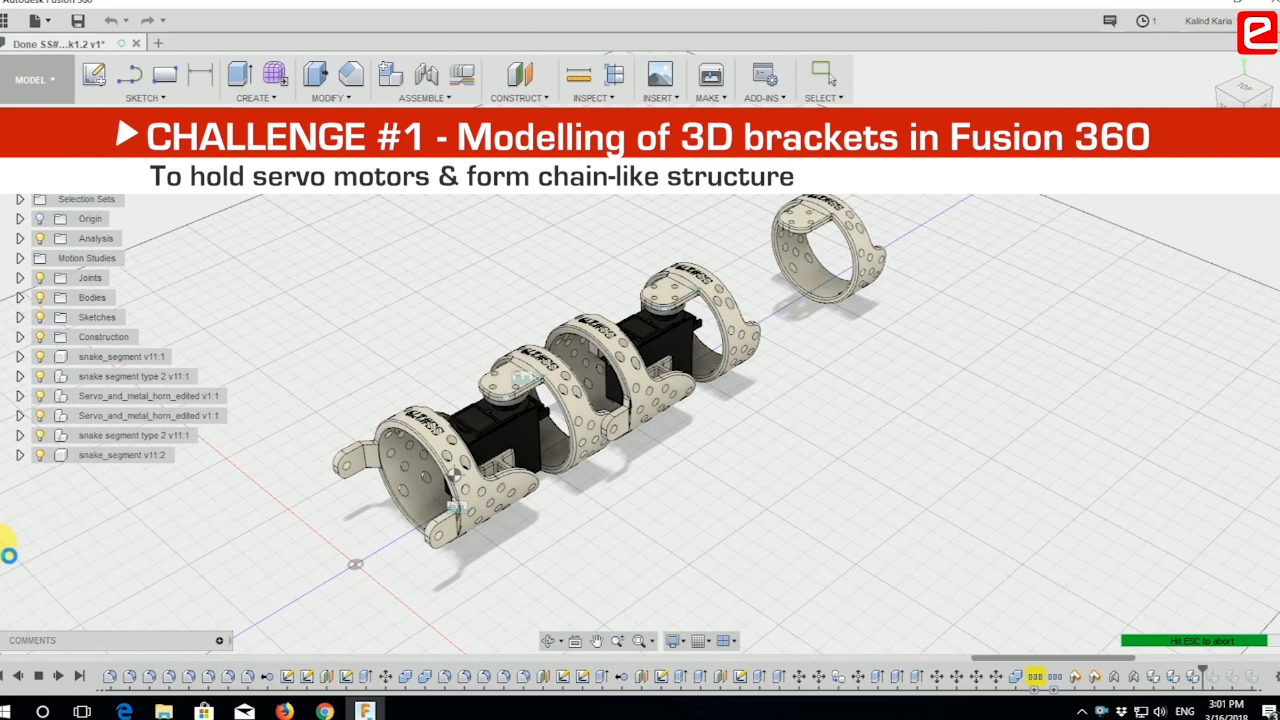 Autodesk Fusion 360
1
Kalind Karia
e
Done SS#...k1.2 v1*
MODEL
SKETCH
CREATE
MODIFY
ASSEMBLE
CONSTRUCT
INSPECT
INSERT
MAKE
ADD-INS
SELECT
TOP
CHALLENGE #1 - Modelling of 3D brackets in Fusion 360
To hold servo motors & form chain-like structure
Selection Sets
Origin
Analysis
Motion Studies
Joints
Bodies
Sketches
Construction
snake_segment v11:1
snake segment type 2 v11:1
Servo_and_metal_horn_edited v1:1
Servo_and_metal_horn_edited v1:1
snake segment type 2 v11:1
snake_segment v11:2
COMMENTS
Hit ESC to abort
ENG
3:01 PM
3/16/2018